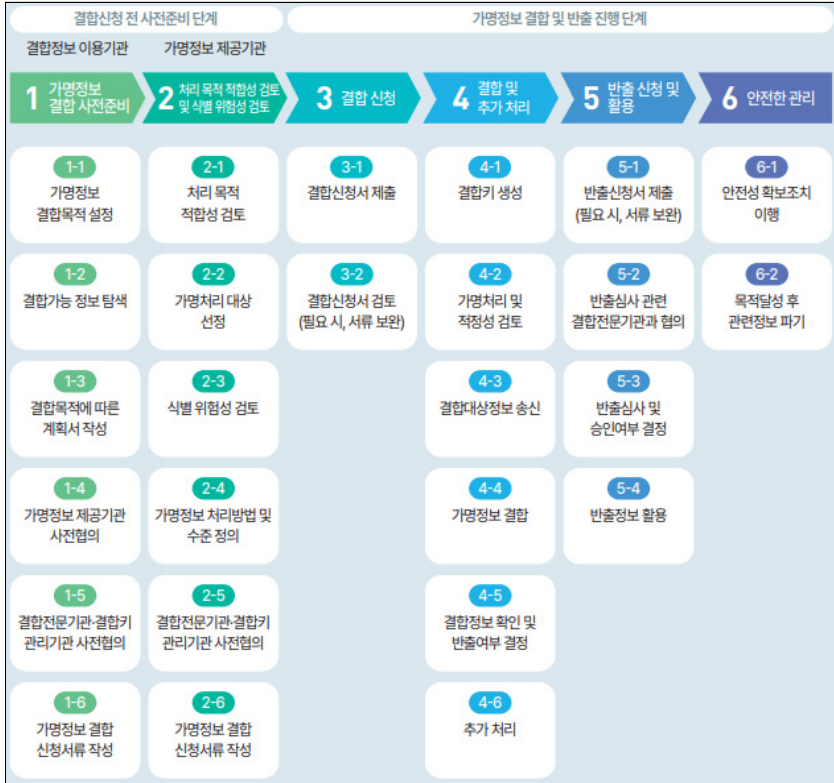 결합신청 전 사전준비 단계
가명정보 결합 및 반출 진행 단계
결합정보 이용기관
가명정보 제공기관
1 가명정보
결합 사전준비
2 처리 목적 적합성 검토
및 식별 위험성 검토
3 결합 신청
4 결합 및
추가 처리
5 반출 신청 및
활용
6 안전한 관리
1-1
가명정보
결합목적 설정
1-2
결합가능 정보 탐색
1-3
결합목적에 따른
계획서 작성
1-4
가명정보 제공기관
사전협의
1-5
결합전문기관·결합키
관리기관 사전협의
1-6
가명정보 결합
신청서류 작성
2-1
처리 목적
적합성 검토
2-2
가명처리 대상
선정
2-3
식별 위험성 검토
2-4
가명정보 처리방법 및
수준 정의
2-5
결합전문기관·결합키
관리기관 사전협의
2-6
가명정보 결합
신청서류 작성
3-1
결합신청서 제출
3-2
결합신청서 검토
(필요 시, 서류 보완)
4-1
결합키 생성
4-2
가명처리 및
적정성 검토
4-3
결합대상정보 송신
4-4
가명정보 결합
4-5
결합정보 확인 및
반출여부 결정
4-6
추가 처리
5-1
반출신청서 제출
(필요 시, 서류 보완)
5-2
반출심사 관련
결합전문기관과 협의
5-3
반출심사 및
승인여부 결정
5-4
반출정보 활용
6-1
안전성 확보조치
이행
6-2
목적달성 후
관련정보 파기